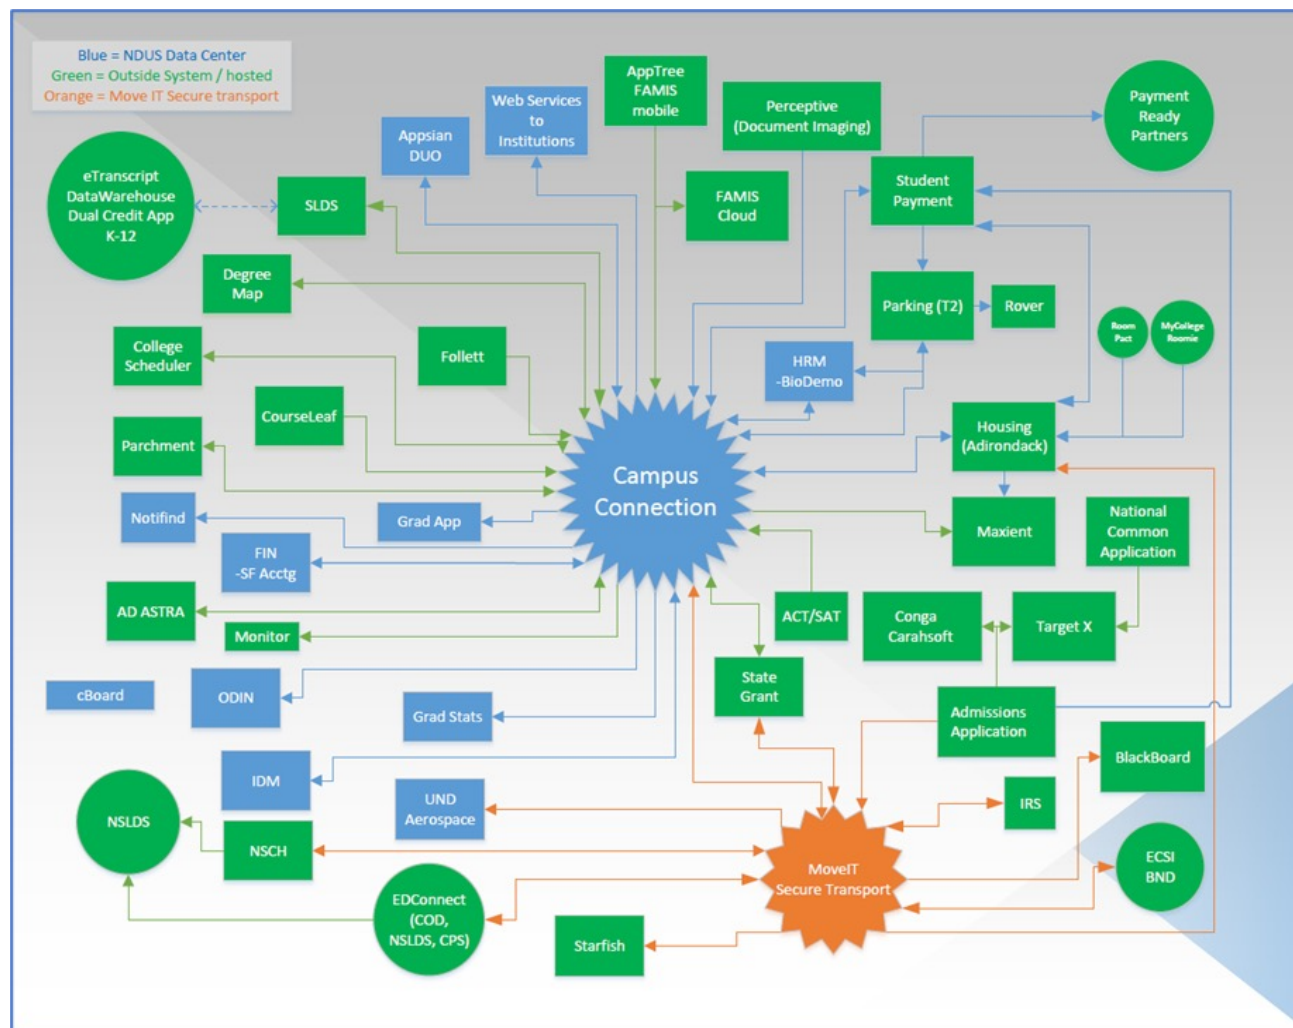 Blue = NDUS Data Center
Green = Outside System / hosted
Orange = Move IT Secure transport
AppTree
FAMIS
mobile
Perceptive
(Document Imaging)
Payment
Ready
Partners
Web Services
to
Institutions
Appsian
DUO
eTranscript
DataWarehouse
Dual Credit App
K-12
SLDS
FAMIS
Cloud
Student
Payment
Degree
Map
Parking (T2)
Rover
Room
Pact
MyCollege
Roomie
College
Scheduler
Follett
HRM
-BioDemo
CourseLeaf
Parchment
Housing
(Adirondack)
Campus
Connection
Notifind
Grad App
FIN
-SF Acctg
Maxient
National
Common
Application
AD ASTRA
Monitor
ACT/SAT
Conga
Carahsoft
Target X
cBoard
ODIN
Grad Stats
State
Grant
Admissions
Application
BlackBoard
IDM
UND
Aerospace
IRS
NSLDS
NSCH
MoveIT
Secure Transport
ECSI
BND
EDConnect
(COD,
NSLDS, CPS)
Starfish